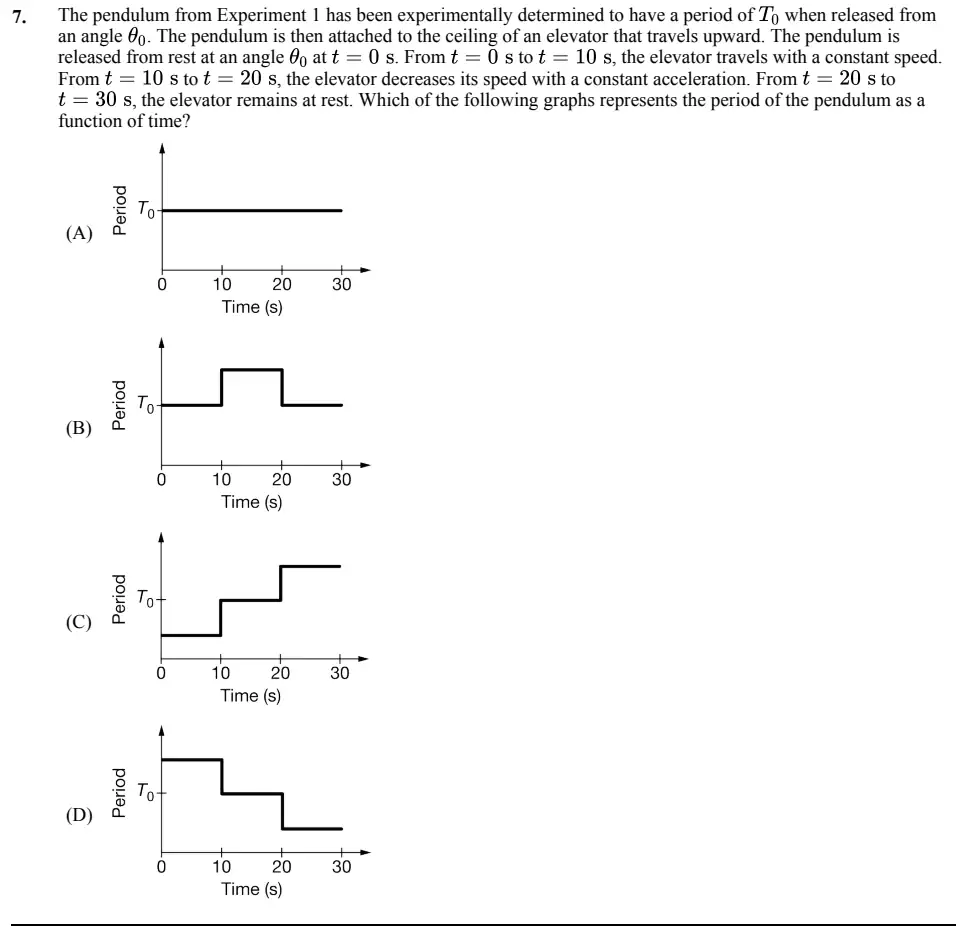 7. The pendulum from Experiment 1 has been experimentally determined to have a period of T₀ when released from
an angle θ₀. The pendulum is then attached to the ceiling of an elevator that travels upward. The pendulum is
released from rest at an angle θ₀ at t = 0 s. From t = 0 s to t = 10 s, the elevator travels with a constant speed.
From t = 10 s to t = 20 s, the elevator decreases its speed with a constant acceleration. From t = 20 s to
t = 30 s, the elevator remains at rest. Which of the following graphs represents the period of the pendulum as a
function of time?
(A)
Period
T₀
0 10 20 30
Time (s)
(B)
Period
T₀
0 10 20 30
Time (s)
(C)
Period
T₀
0 10 20 30
Time (s)
(D)
Period
T₀
0 10 20 30
Time (s)